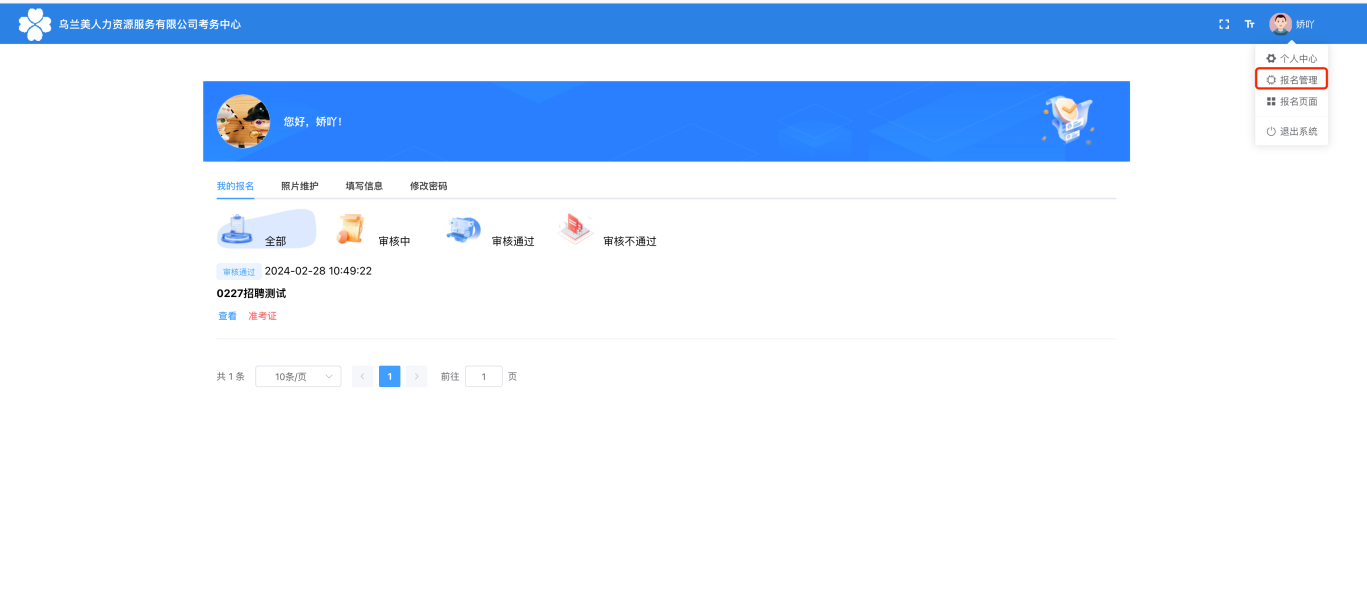 乌兰美人力资源服务有限公司考务中心
Tr 娇吖
个人中心
报名管理
报名页面
退出系统
您好，娇吖！
我的报名 照片维护 填写信息 修改密码
全部 审核中 审核通过 审核不通过
审核通过 2024-02-28 10:49:22
0227招聘测试
查看 准考证
共 1 条 10条/页 1 前往 1 页